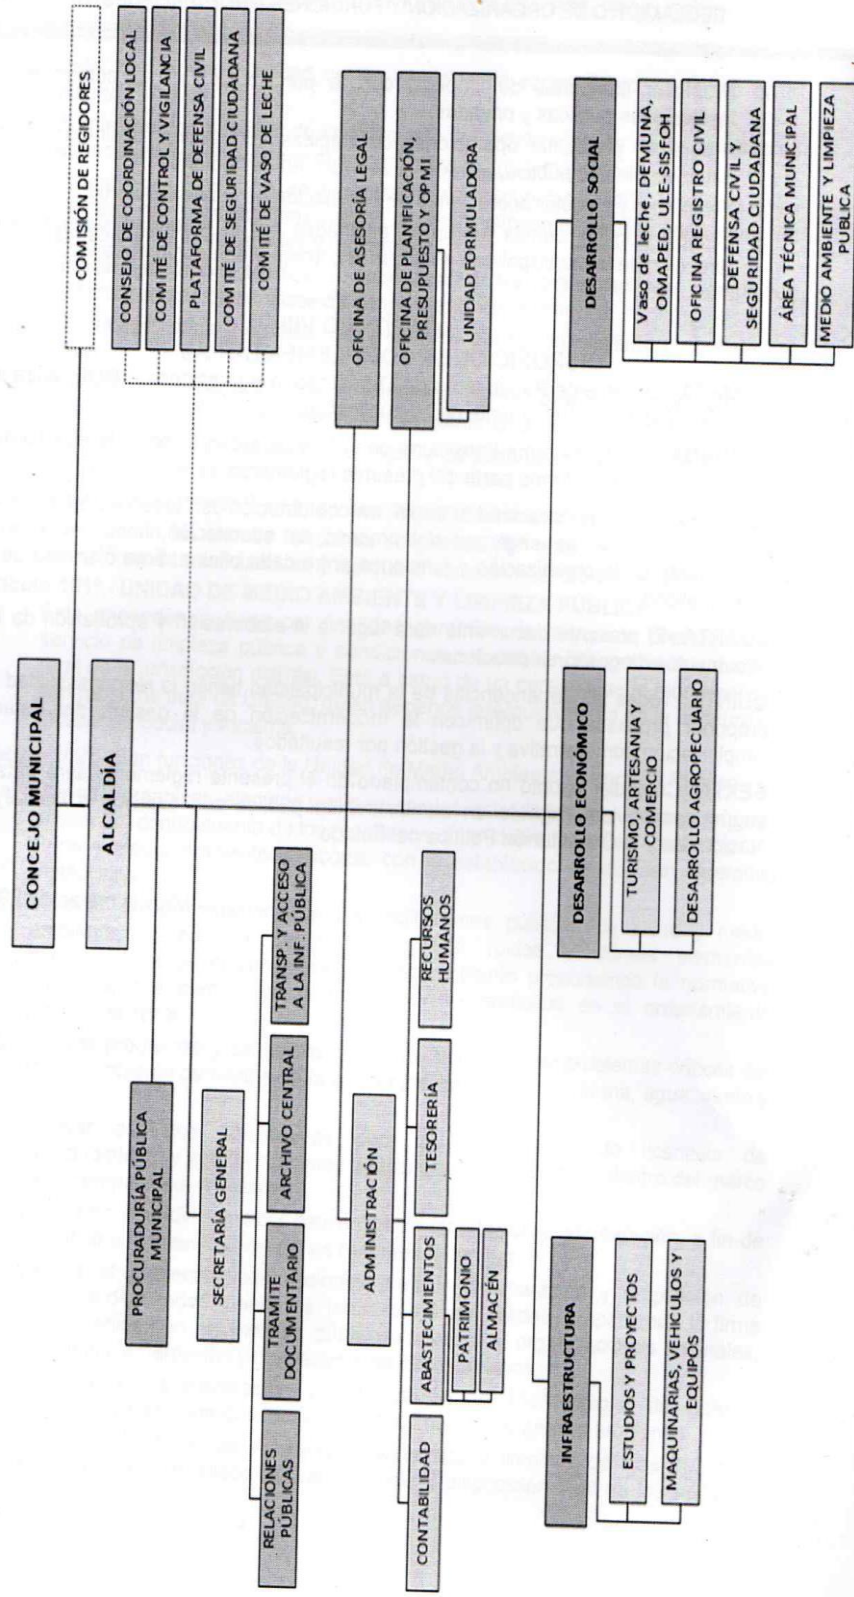 CONCEJO MUNICIPAL
COMISIÓN DE REGIDORES
ALCALDÍA
CONSEJO DE COORDINACIÓN LOCAL
COMITÉ DE CONTROL Y VIGILANCIA
PLATAFORMA DE DEFENSA CIVIL
COMITÉ DE SEGURIDAD CIUDADANA
COMITÉ DE VASO DE LECHE
PROCURADURÍA PÚBLICA
MUNICIPAL
SECRETARÍA GENERAL
RELACIONES
PÚBLICAS
TRAMITE
DOCUMENTARIO
ARCHIVO CENTRAL
TRANSP. Y ACCESO
A LA INF. PÚBLICA
OFICINA DE ASESORÍA LEGAL
OFICINA DE PLANIFICACIÓN,
PRESUPUESTO Y OPMI
UNIDAD FORMULADORA
ADMINISTRACIÓN
CONTABILIDAD
ABASTECIMIENTOS
PATRIMONIO
ALMACÉN
TESORERÍA
RECURSOS
HUMANOS
INFRAESTRUCTURA
ESTUDIOS Y PROYECTOS
MAQUINARIAS, VEHICULOS Y
EQUIPOS
DESARROLLO ECONÓMICO
TURISMO, ARTESANIA Y
COMERCIO
DESARROLLO AGROPECUARIO
DESARROLLO SOCIAL
Vaso de leche, DEMUNA,
OMAPED, ULE-SISFOH
OFICINA REGISTRO CIVIL
DEFENSA CIVIL Y
SEGURIDAD CIUDADANA
ÁREA TÉCNICA MUNICIPAL
MEDIO AMBIENTE Y LIMPIEZA
PUBLICA